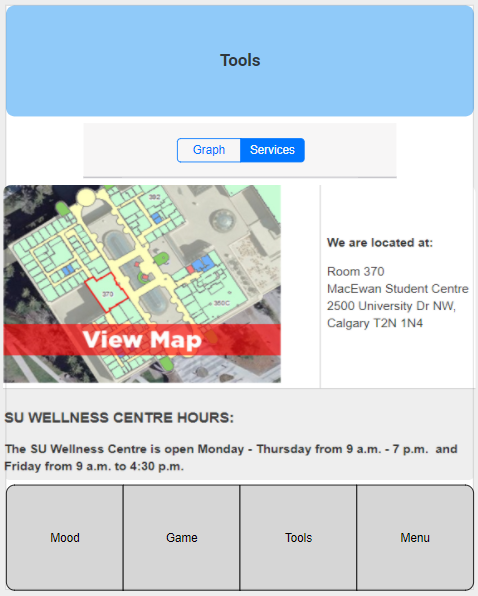 Tools
Graph
Services
392
370
350C
View Map
We are located at:
Room 370
MacEwan Student Centre
2500 University Dr NW,
Calgary T2N 1N4
SU WELLNESS CENTRE HOURS:
The SU Wellness Centre is open Monday - Thursday from 9 a.m. - 7 p.m. and
Friday from 9 a.m. to 4:30 p.m.
Mood
Game
Tools
Menu